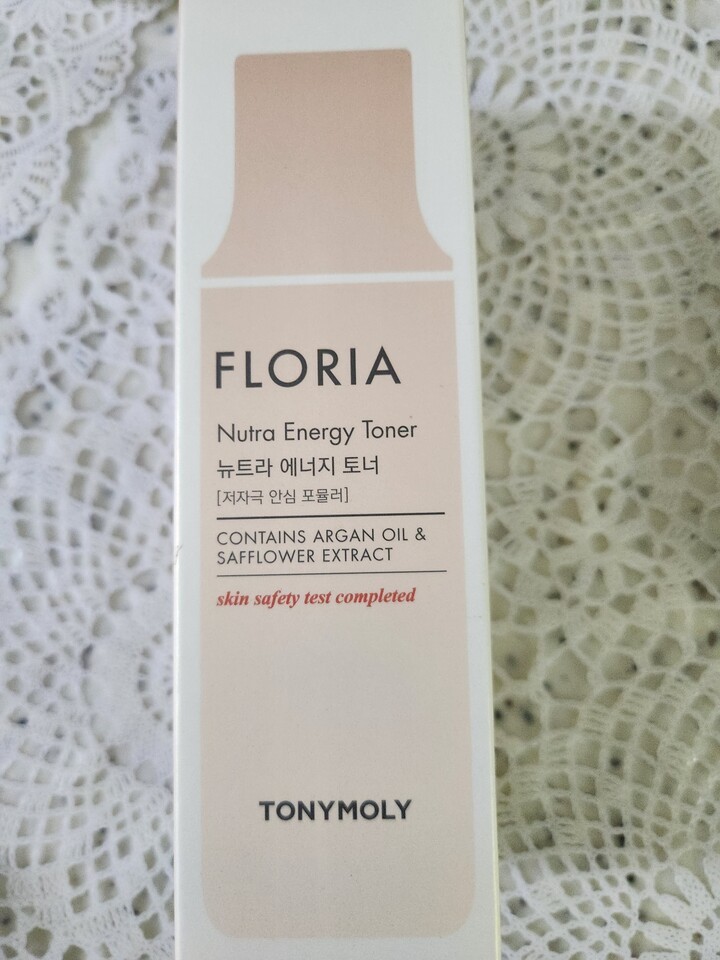 FLORIA
Nutra Energy Toner
뉴트라 에너지 토너
[저자극 안심 포뮬러]
CONTAINS ARGAN OIL &
SAFFLOWER EXTRACT
skin safety test completed
TONYMOLY